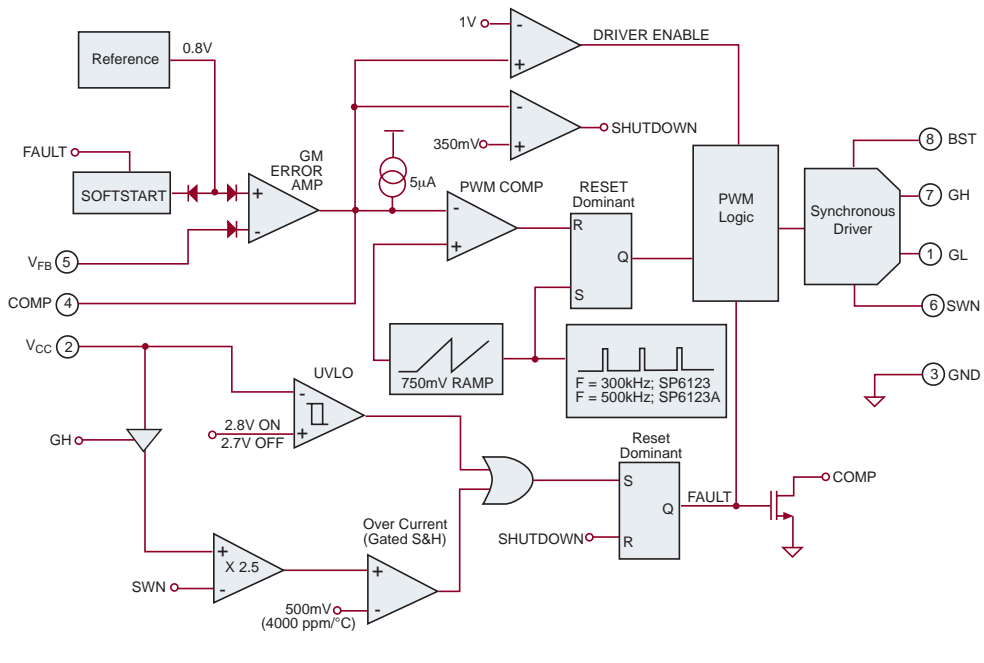 1V
-
+
DRIVER ENABLE
Reference
0.8V
-
+
350mV
SHUTDOWN
FAULT
SOFTSTART
GM
ERROR
AMP
+
-
5μA
PWM COMP
-
+
RESET
Dominant
R
Q
S
PWM
Logic
Synchronous
Driver
8 BST
7 GH
1 GL
6 SWN
3 GND
VFB 5
COMP 4
VCC 2
750mV RAMP
F = 300kHz; SP6123
F = 500kHz; SP6123A
UVLO
-
+
2.8V ON
2.7V OFF
GH
Reset
Dominant
S
Q
R
FAULT
COMP
SHUTDOWN
Over Current
(Gated S&H)
+
-
X 2.5
SWN
+
-
500mV
(4000 ppm/°C)